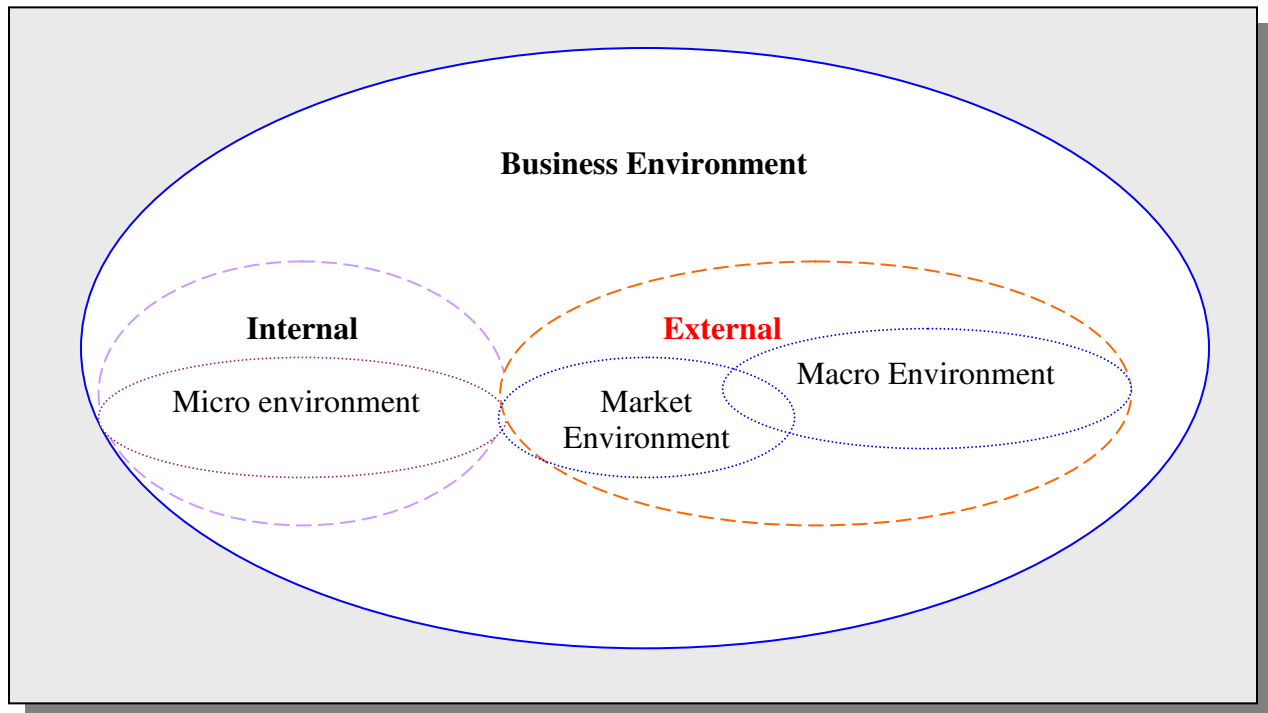 Business Environment
Internal
External
Micro environment
Market
Environment
Macro Environment